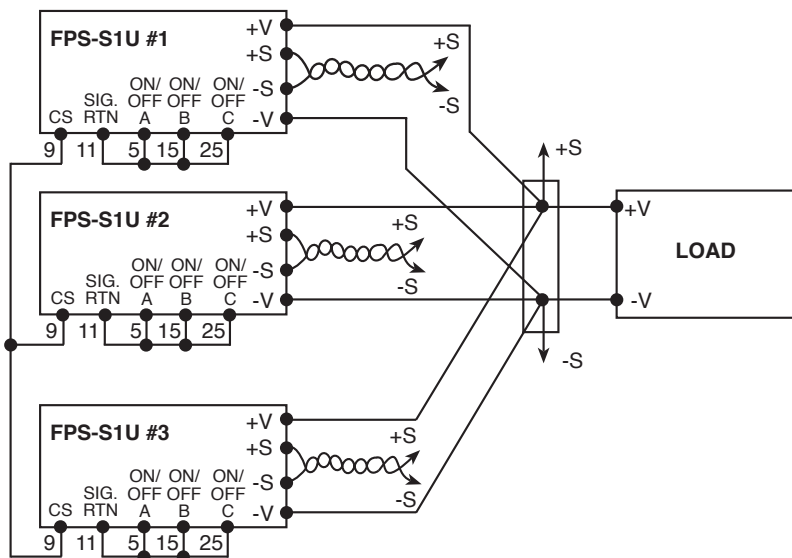 FPS-S1U #1
+V
+S
-S
-V
CS
SIG.
RTN
ON/
OFF
A
ON/
OFF
B
ON/
OFF
C
9
11
5
15
25
+S
-S
FPS-S1U #2
+V
+S
-S
-V
CS
SIG.
RTN
ON/
OFF
A
ON/
OFF
B
ON/
OFF
C
9
11
5
15
25
+S
-S
FPS-S1U #3
+V
+S
-S
-V
CS
SIG.
RTN
ON/
OFF
A
ON/
OFF
B
ON/
OFF
C
9
11
5
15
25
+S
-S
+S
-S
+V
LOAD
-V